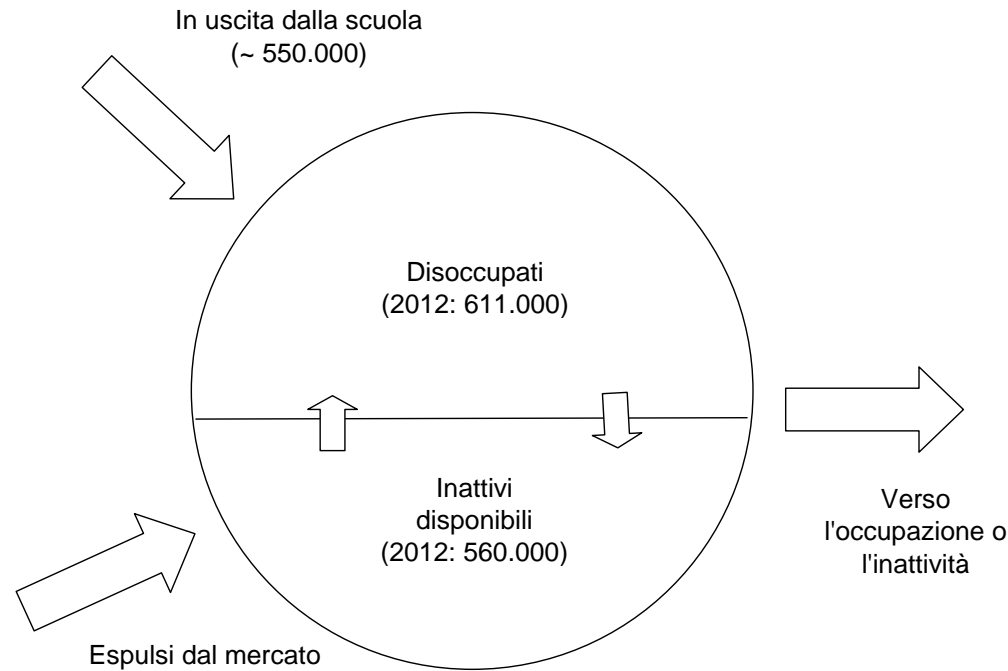 In uscita dalla scuola
(~ 550.000)
Disoccupati
(2012: 611.000)
Inattivi
disponibili
(2012: 560.000)
Verso
l'occupazione o
l'inattività
Espulsi dal mercato